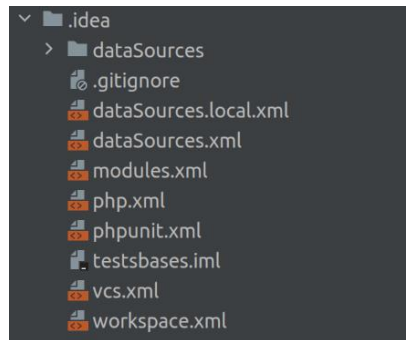 .idea
dataSources
.gitignore
dataSources.local.xml
dataSources.xml
modules.xml
php.xml
phpunit.xml
testsbases.iml
vcs.xml
workspace.xml